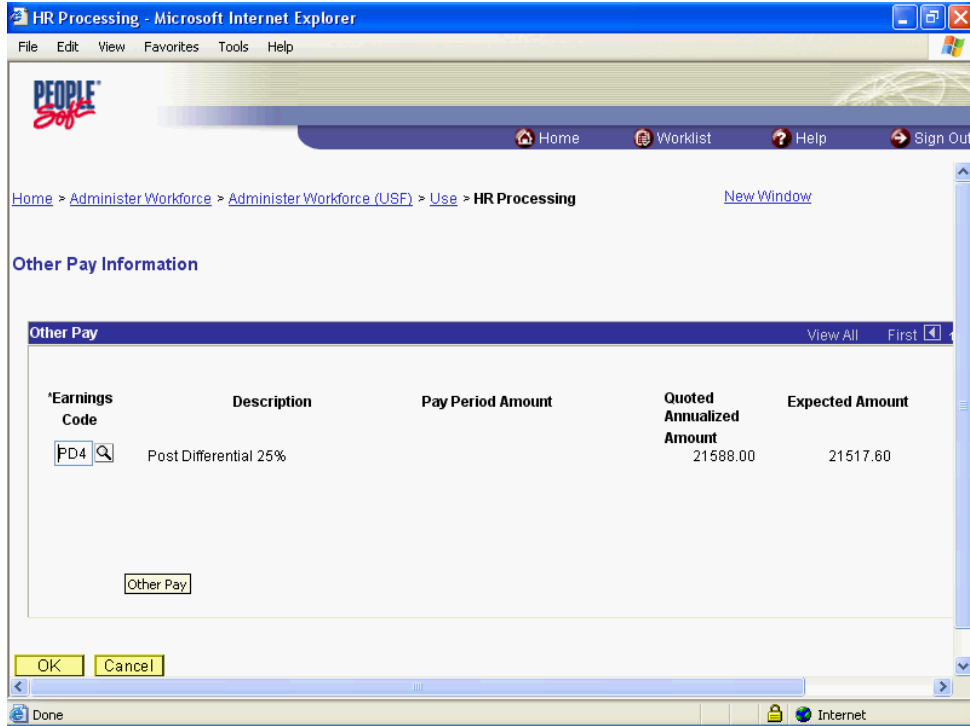 HR Processing - Microsoft Internet Explorer
File Edit View Favorites Tools Help
PEOPLE
Soft
Home Worklist Help Sign Out
Home > Administer Workforce > Administer Workforce (USF) > Use > HR Processing New Window
Other Pay Information
Other Pay View All First
*Earnings Code Description Pay Period Amount Quoted Annualized Amount Expected Amount
PD4 Post Differential 25% 21588.00 21517.60
Other Pay
OK Cancel
Done Internet